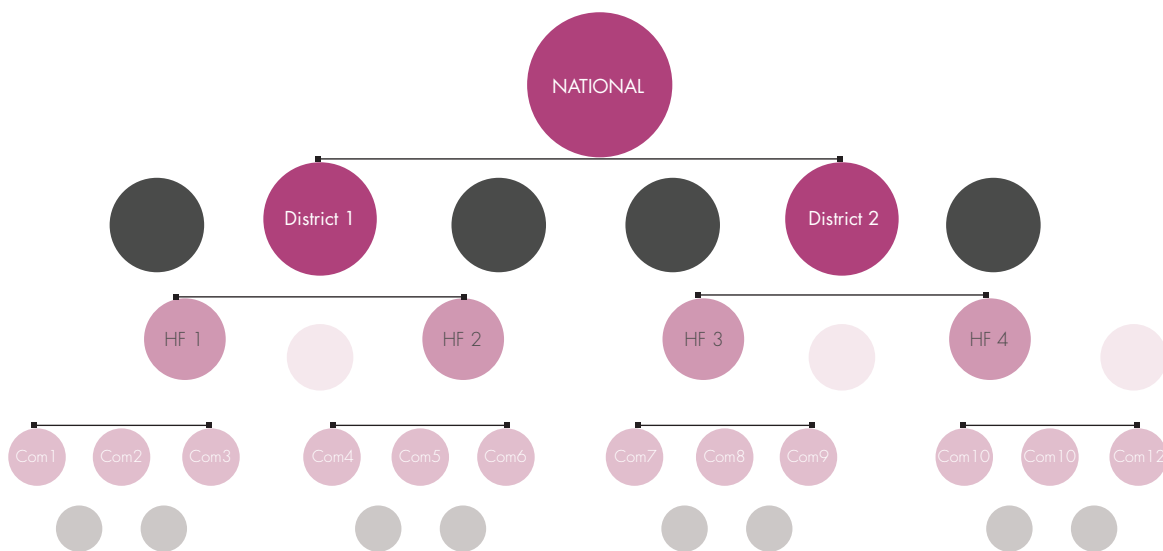 NATIONAL
District 1
District 2
HF 1
HF 2
HF 3
HF 4
Com1
Com2
Com3
Com4
Com5
Com6
Com7
Com8
Com9
Com10
Com10
Com12